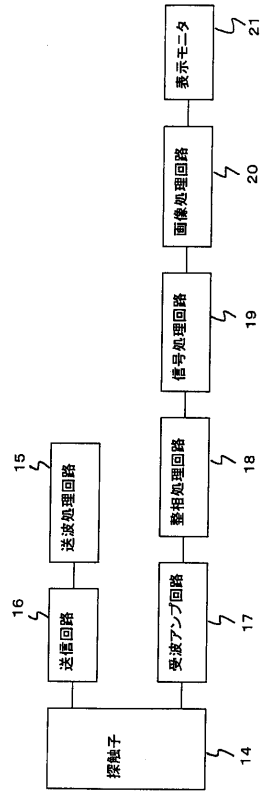 探触子
14
送信回路
16
送波処理回路
15
受波アンプ回路
17
整相処理回路
18
信号処理回路
19
画像処理回路
20
表示モニタ
21